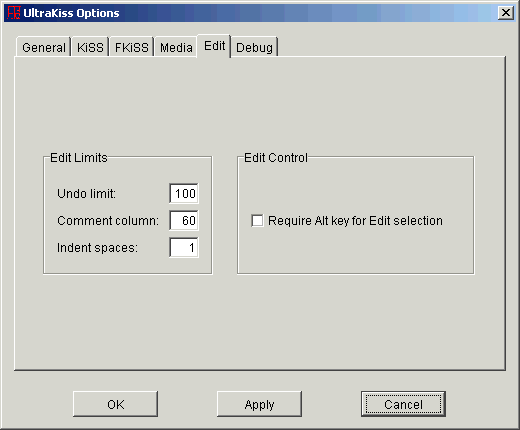 UltraKiss Options
General KiSS FKiSS Media Edit Debug
Edit Limits
Undo limit: 100
Comment column: 60
Indent spaces: 1
Edit Control
Require Alt key for Edit selection
OK Apply Cancel